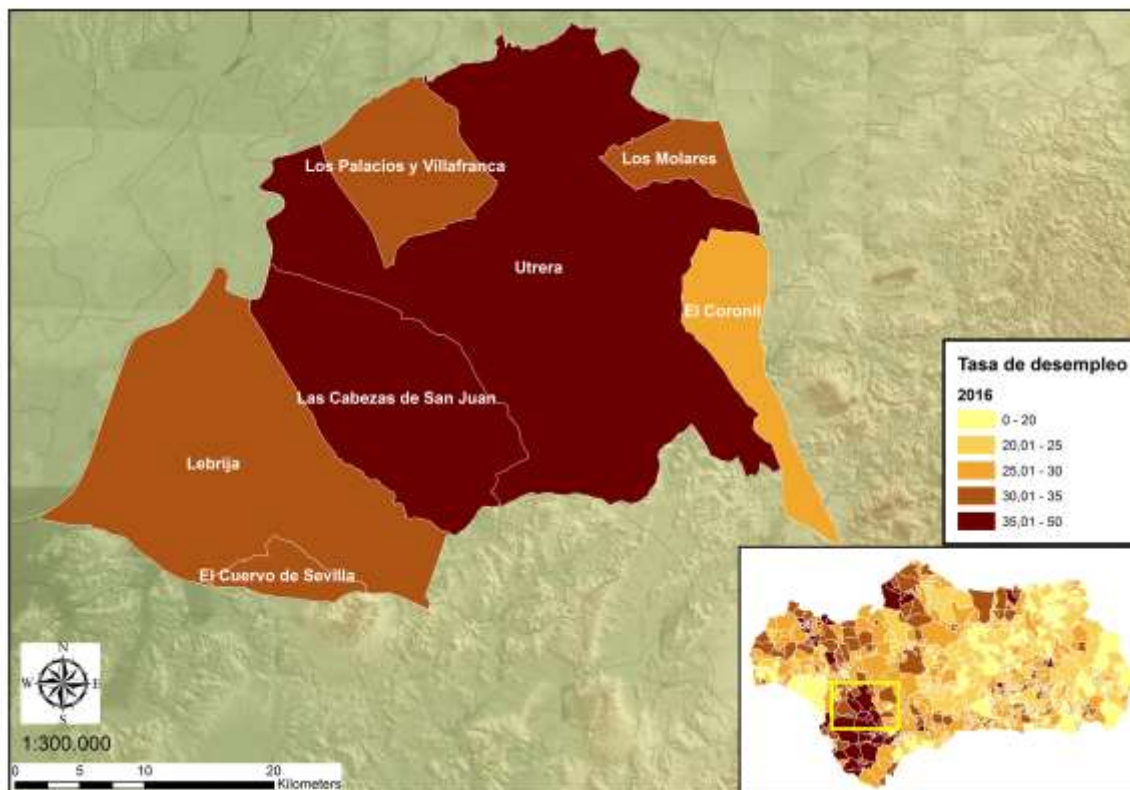 Los Palacios y Villafranca
Los Molares
Utrera
El Coronil
Las Cabezas de San Juan
Lebrija
El Cuervo de Sevilla
Tasa de desempleo
2016
0 - 20
20,01 - 25
25,01 - 30
30,01 - 35
35,01 - 50
N
W E
S
1:300.000
0 5 10 20
Kilometers